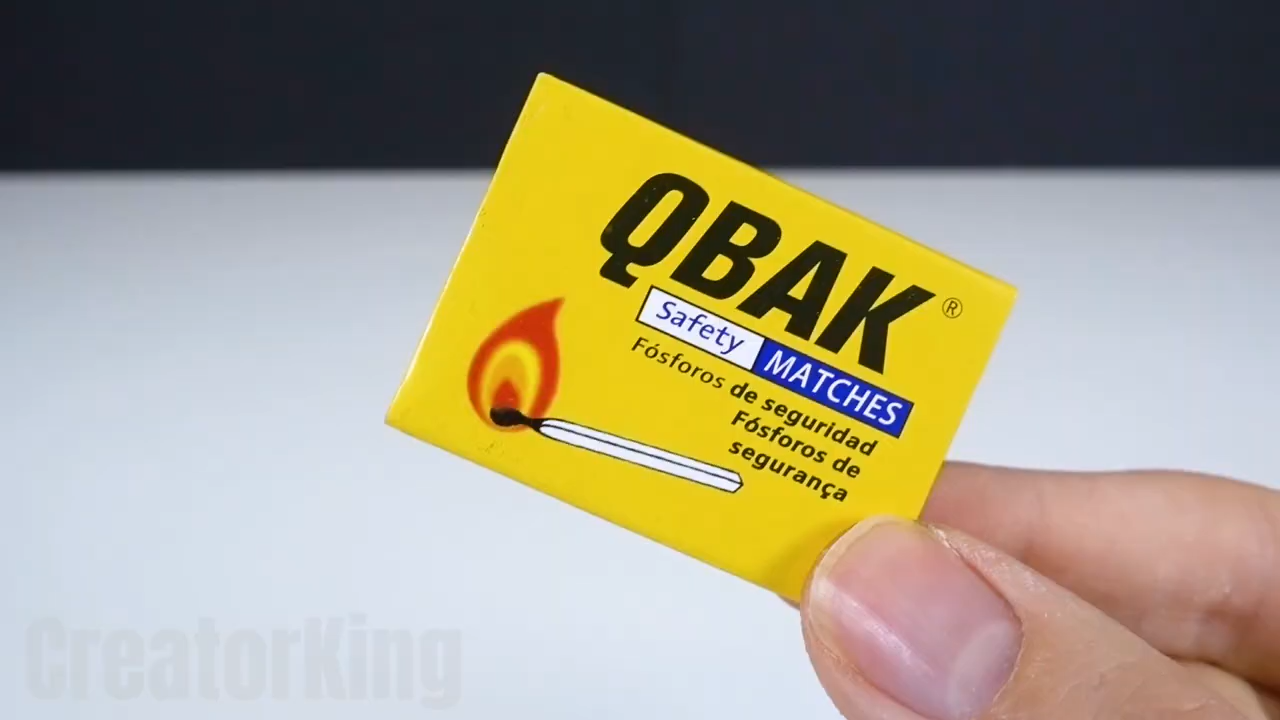 QBAK®
Safety MATCHES
Fósforos de seguridad
Fósforos de
segurança
CreatorKing